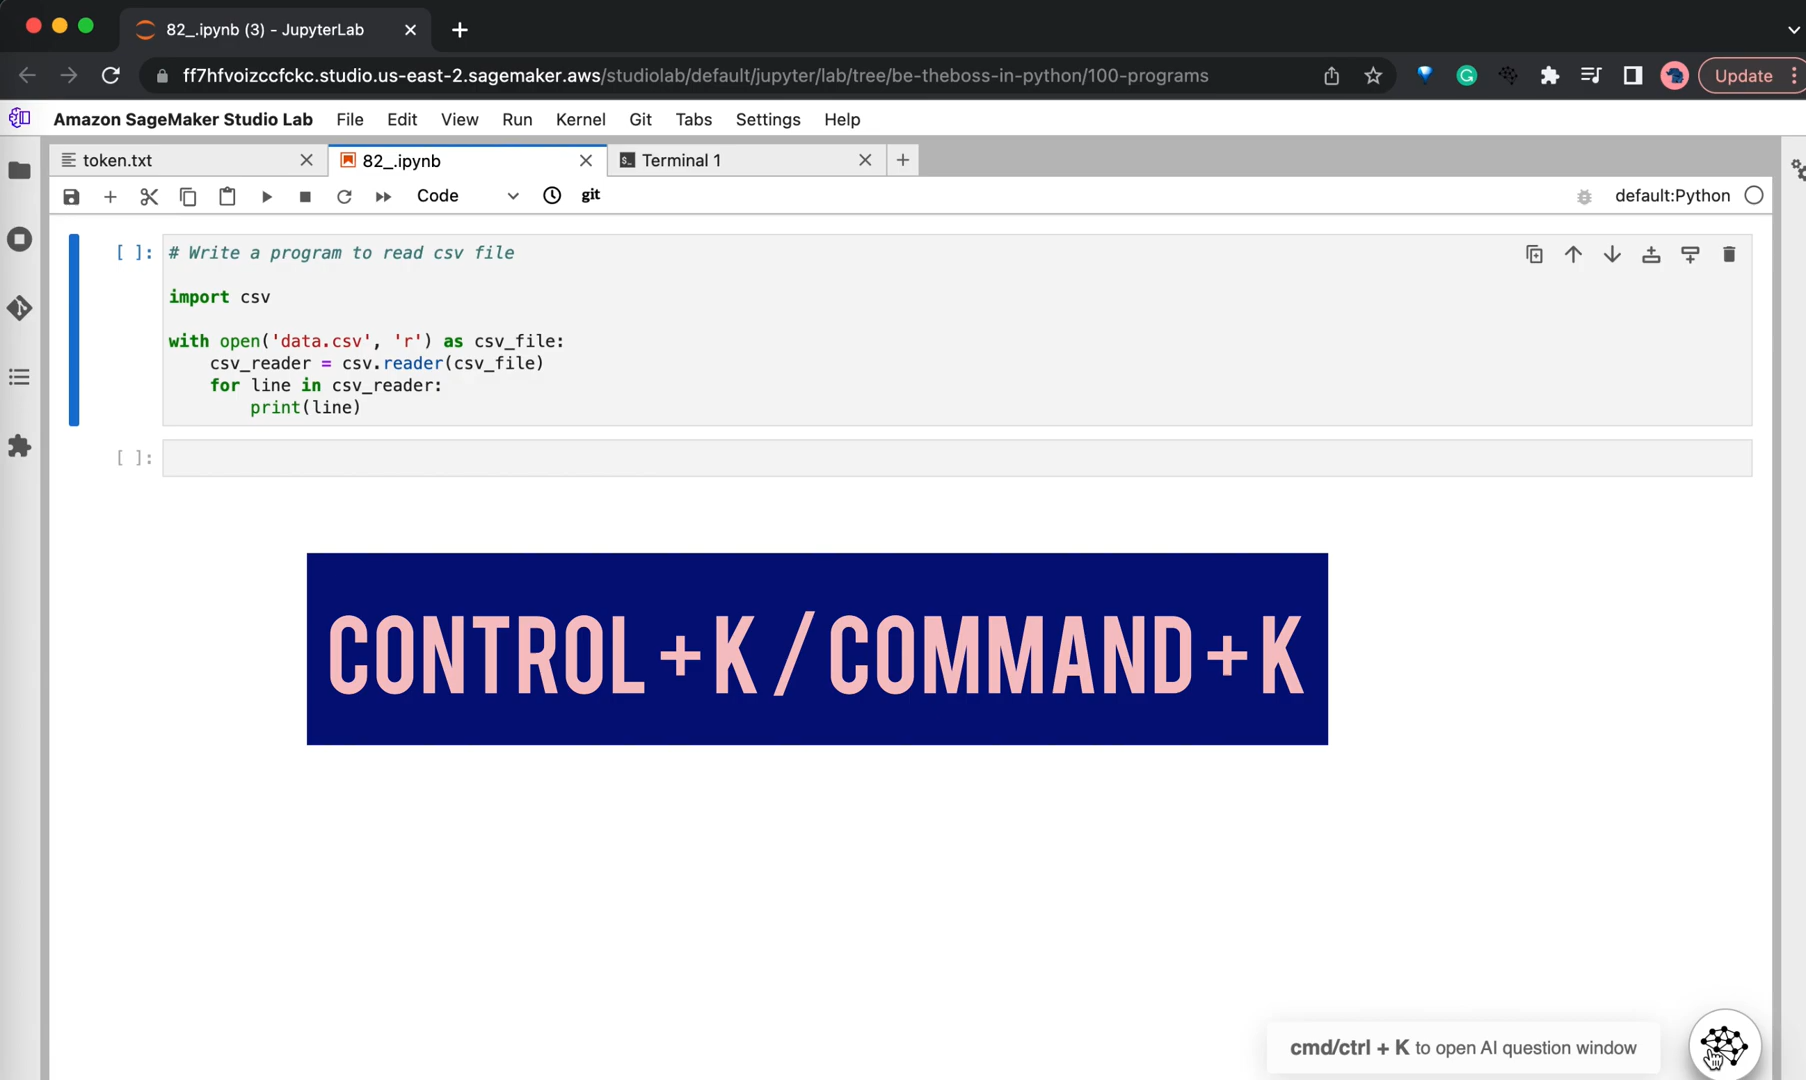 82_.ipynb (3) - JupyterLab
ff7hfvoizccfckc.studio.us-east-2.sagemaker.aws/studiolab/default/jupyter/lab/tree/be-theboss-in-python/100-programs
Update
Amazon SageMaker Studio Lab File Edit View Run Kernel Git Tabs Settings Help
token.txt 82_.ipynb Terminal 1
Code git default:Python
[ ]: # Write a program to read csv file
import csv
with open('data.csv', 'r') as csv_file:
csv_reader = csv.reader(csv_file)
for line in csv_reader:
print(line)
[ ]:
CONTROL + K / COMMAND + K
cmd/ctrl + K to open AI question window